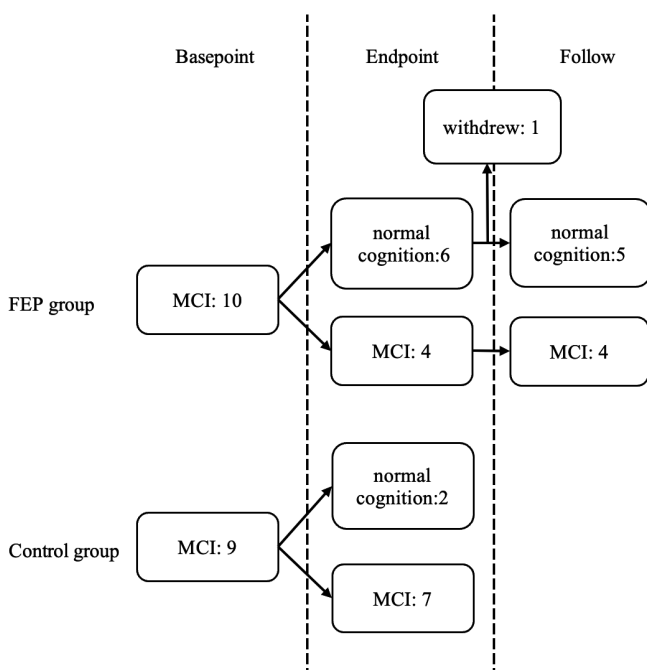 Basepoint
Endpoint
Follow
withdrew: 1
normal
cognition:6
normal
cognition:5
MCI: 10
FEP group
MCI: 4
MCI: 4
normal
cognition:2
MCI: 9
Control group
MCI: 7